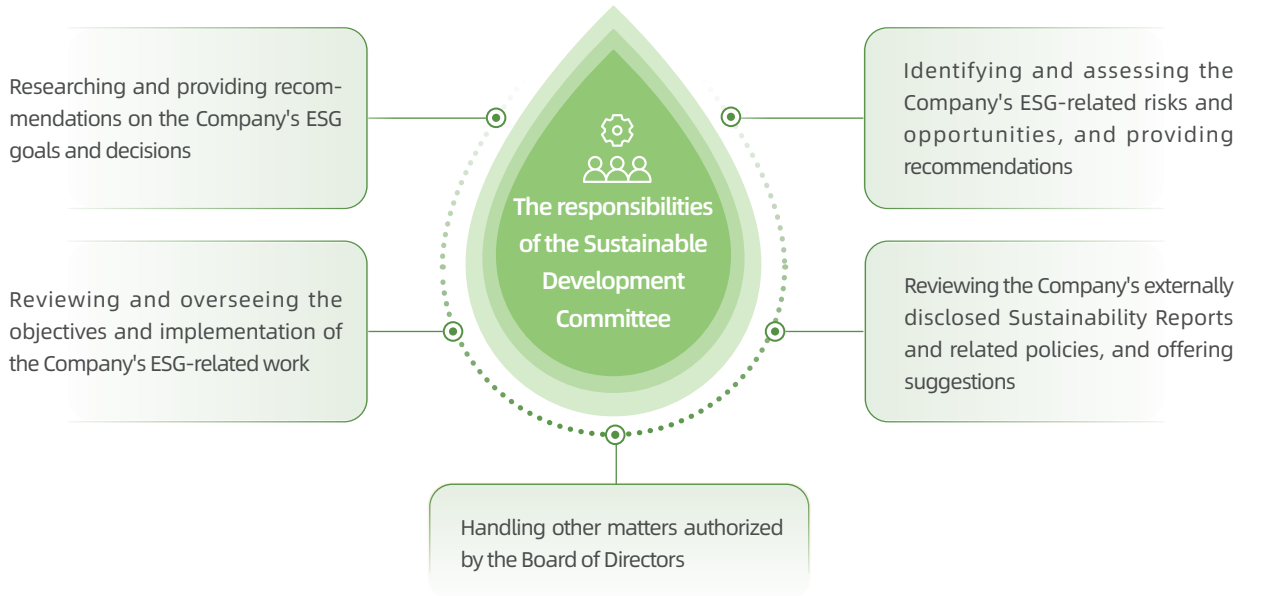 Researching and providing recom-
mendations on the Company's ESG
goals and decisions
Identifying and assessing the
Company's ESG-related risks and
opportunities, and providing
recommendations
The responsibilities
of the Sustainable
Development
Committee
Reviewing and overseeing the
objectives and implementation of
the Company's ESG-related work
Reviewing the Company's externally
disclosed Sustainability Reports
and related policies, and offering
suggestions
Handling other matters authorized
by the Board of Directors